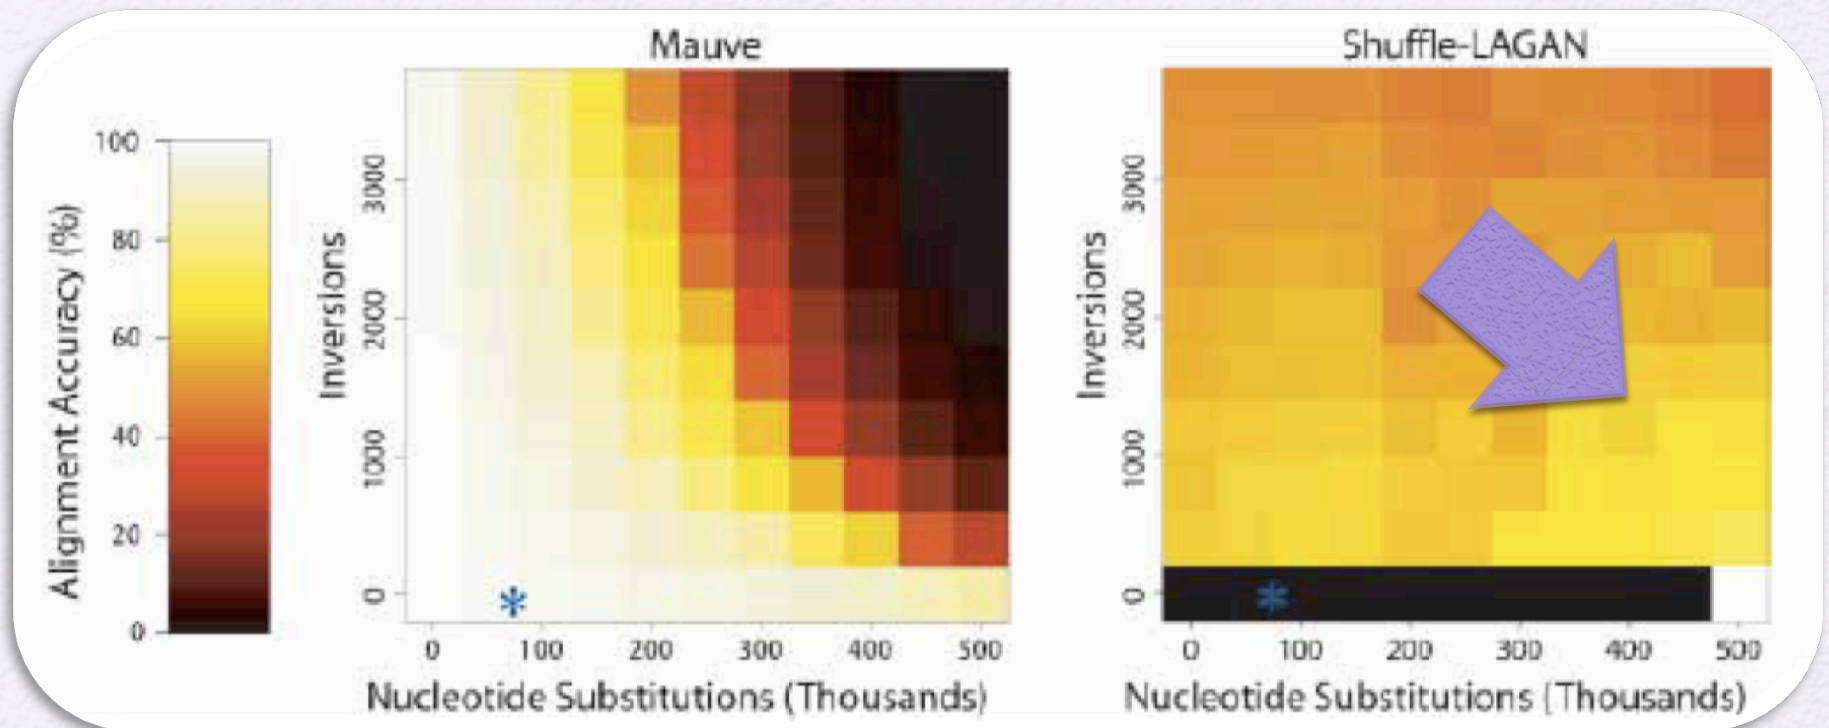 Mauve
Shuffle-LAGAN
Alignment Accuracy (%)
100
80
60
40
20
0
Inversions
3000
2000
1000
0
*
0 100 200 300 400 500
Nucleotide Substitutions (Thousands)
Inversions
3000
2000
1000
0
*
0 100 200 300 400 500
Nucleotide Substitutions (Thousands)